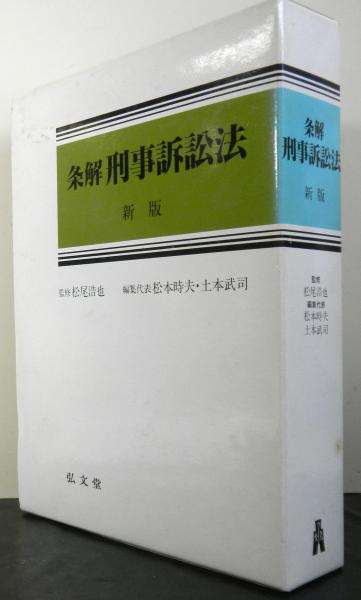 条解 刑事訴訟法
新版
監修 松尾浩也 編集代表 松本時夫・土本武司
弘文堂
条解
刑事訴訟法
新版
監修
松尾浩也
編集代表
松本時夫
土本武司